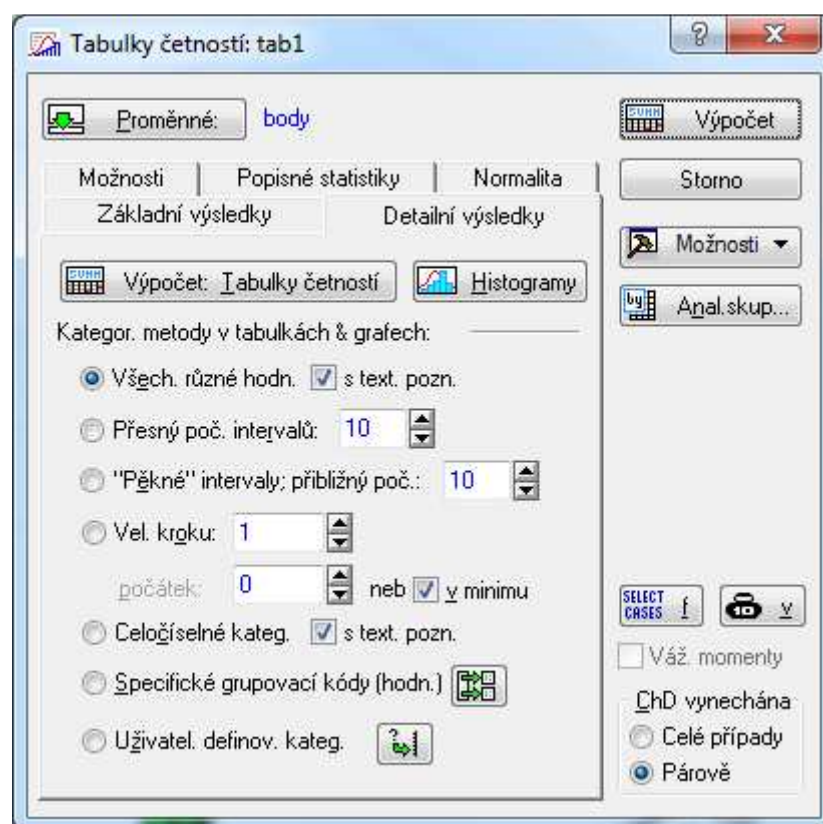 Tabulky četností: tab1
Proměnné: body
Možnosti Popisné statistiky Normalita
Základní výsledky Detailní výsledky
SUMM Výpočet: Tabulky četností Histogramy
Kategor. metody v tabulkách & grafech:
Všech. různé hodn. s text. pozn.
Přesný poč. intervalů: 10
"Pěkné" intervaly; přibližný poč.: 10
Vel. kroku: 1
počátek: 0 neb v minimu
Celočíselné kateg. s text. pozn.
Specifické grupovací kódy (hodn.)
Uživatel. definov. kateg.
SUMM Výpočet
Storno
Možnosti
by Anal.skup...
SELECT CASES f v
Váž. momenty
ChD vynechána
Celé případy
Párově